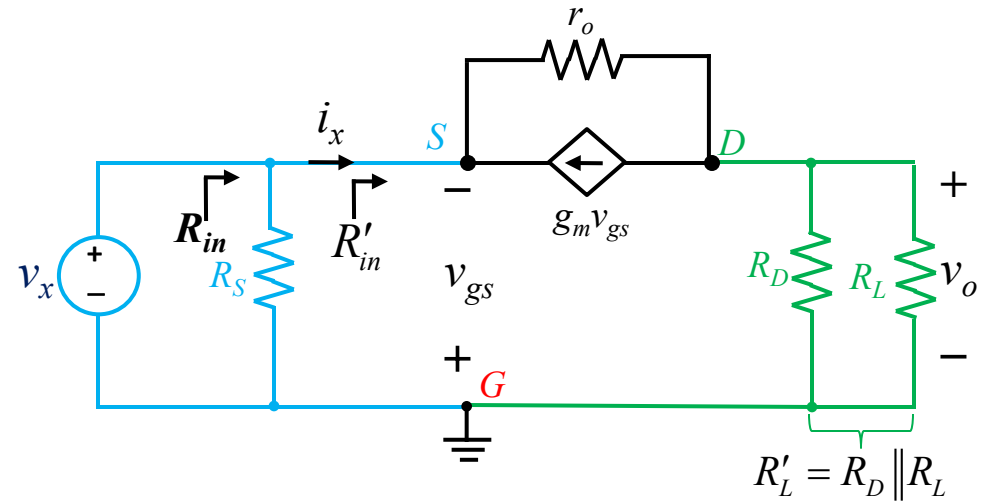 r_o
i_x
S
D
−
g_m v_gs
R_in
R'_in
+
−
v_x
R_S
v_gs
R_D
R_L
+
v_o
−
+
G
R'_L = R_D || R_L